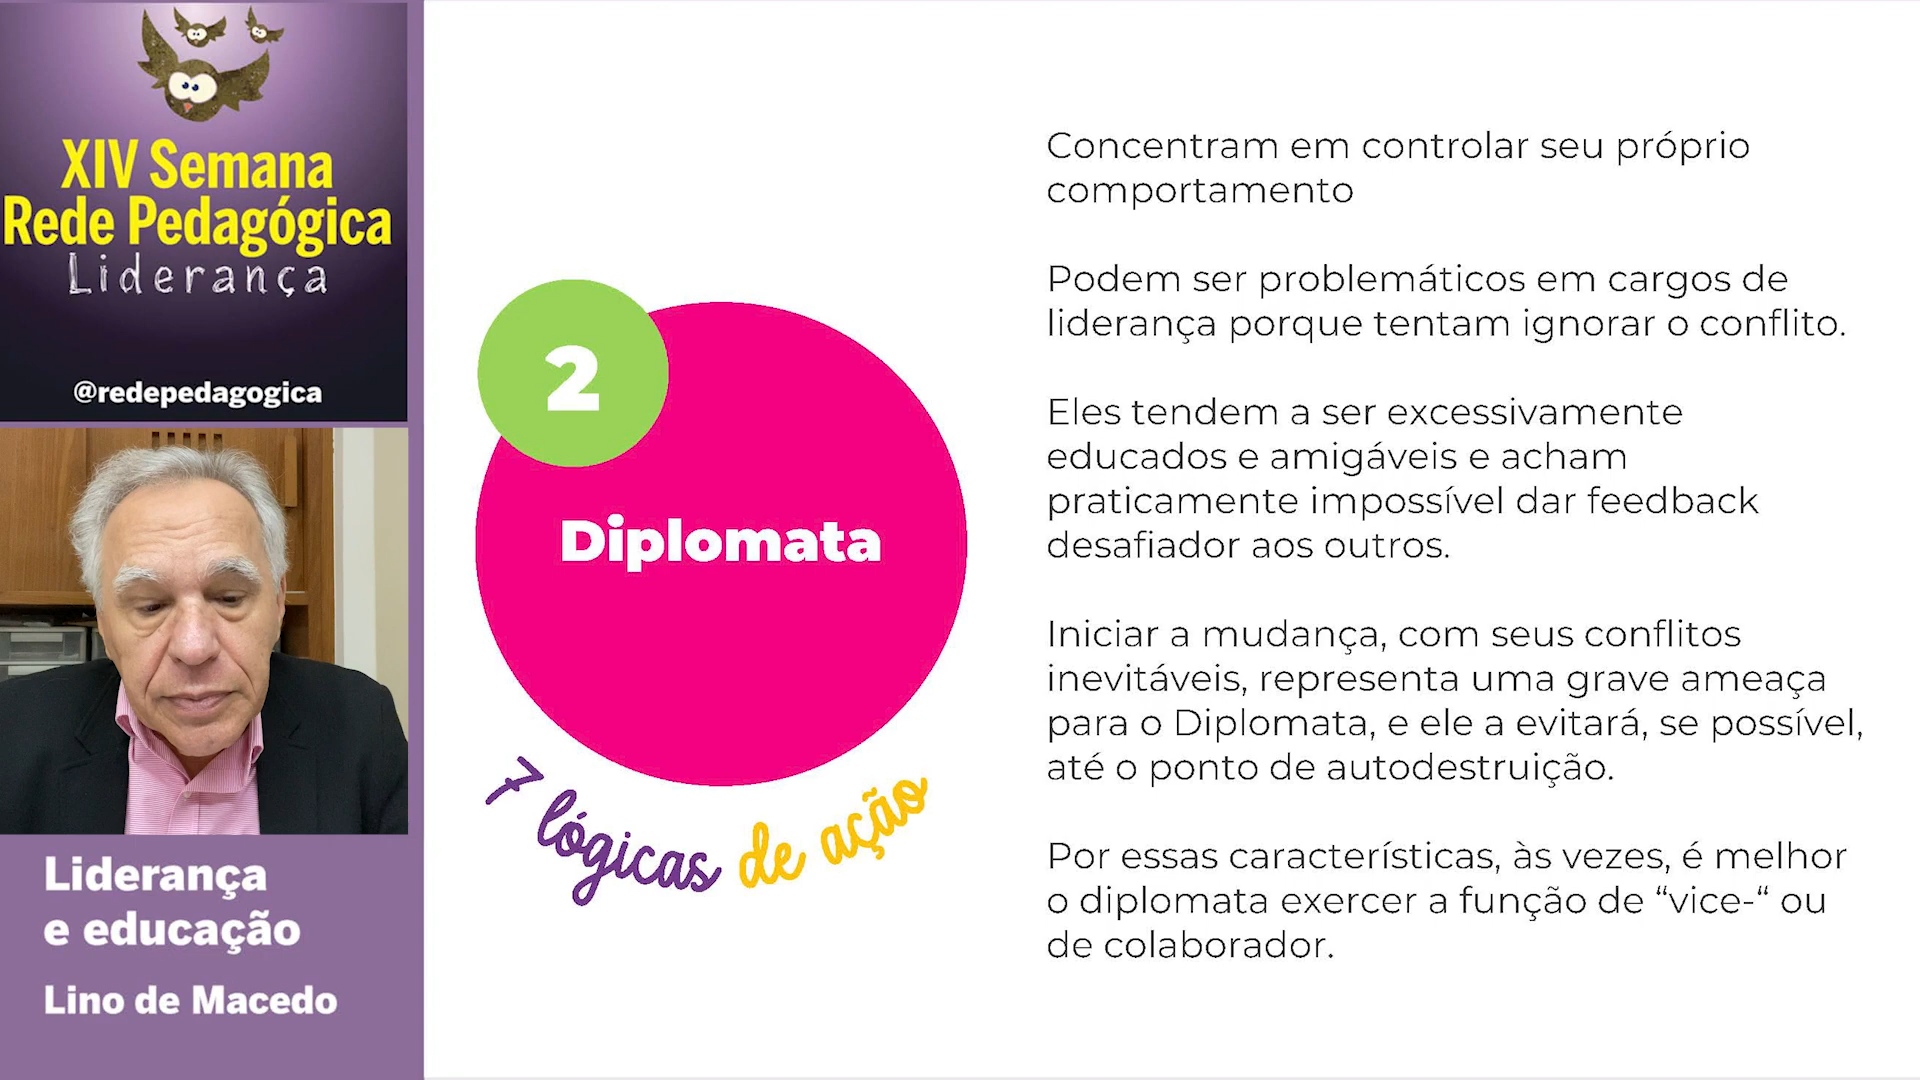 XIV Semana
Rede Pedagógica
Liderança
@redepedagogica
Liderança
e educação
Lino de Macedo
2
Diplomata
7 lógicas de ação
Concentram em controlar seu próprio
comportamento
Podem ser problemáticos em cargos de
liderança porque tentam ignorar o conflito.
Eles tendem a ser excessivamente
educados e amigáveis e acham
praticamente impossível dar feedback
desafiador aos outros.
Iniciar a mudança, com seus conflitos
inevitáveis, representa uma grave ameaça
para o Diplomata, e ele a evitará, se possível,
até o ponto de autodestruição.
Por essas características, às vezes, é melhor
o diplomata exercer a função de “vice-“ ou
de colaborador.